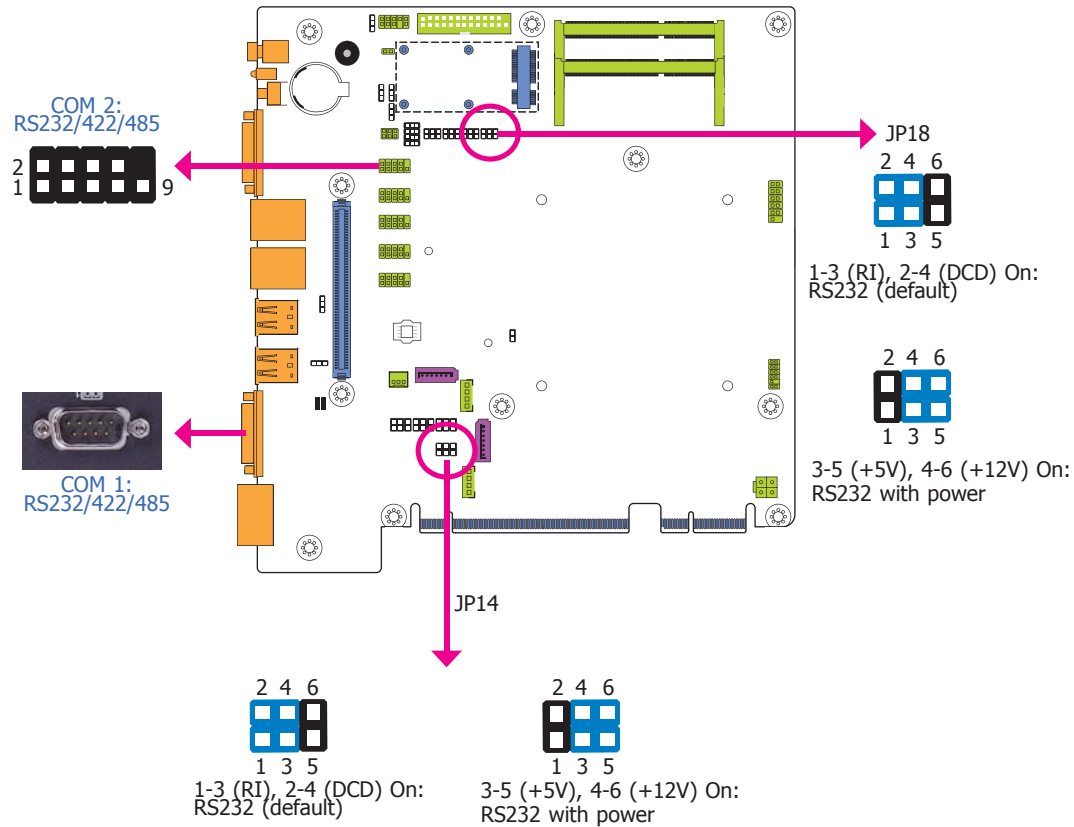 COM 2:
RS232/422/485
2
1
9
JP18
2 4 6
1 3 5
1-3 (RI), 2-4 (DCD) On:
RS232 (default)
2 4 6
1 3 5
3-5 (+5V), 4-6 (+12V) On:
RS232 with power
COM 1:
RS232/422/485
JP14
2 4 6
1 3 5
1-3 (RI), 2-4 (DCD) On:
RS232 (default)
2 4 6
1 3 5
3-5 (+5V), 4-6 (+12V) On:
RS232 with power